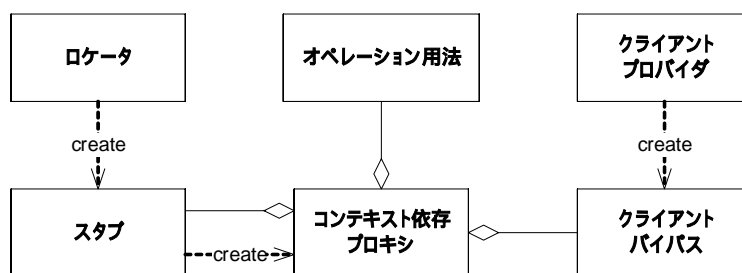 ロケータ
オペレーション用法
クライアント
プロバイダ
create
create
スタブ
create
コンテキスト依存
プロキシ
クライアント
バイパス